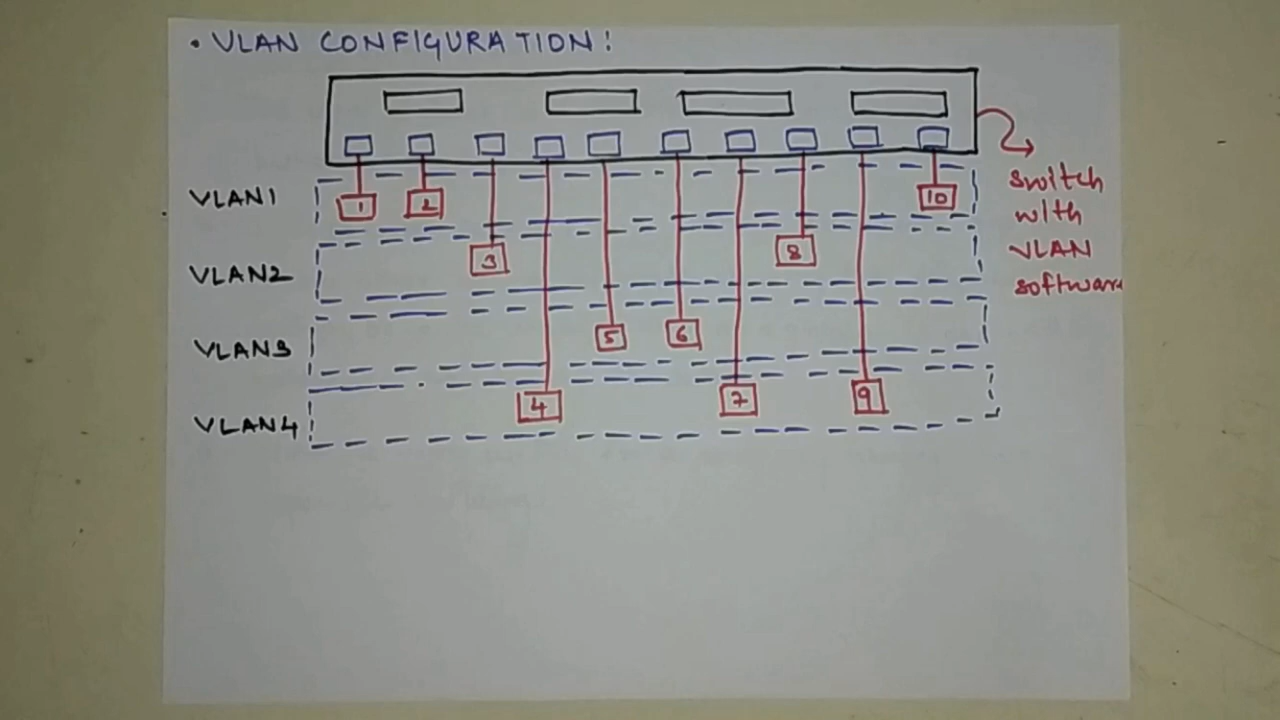 • VLAN CONFIGURATION:
switch
with
VLAN
software
VLAN1
1
2
10
VLAN2
3
8
VLAN3
5
6
VLAN4
4
7
9